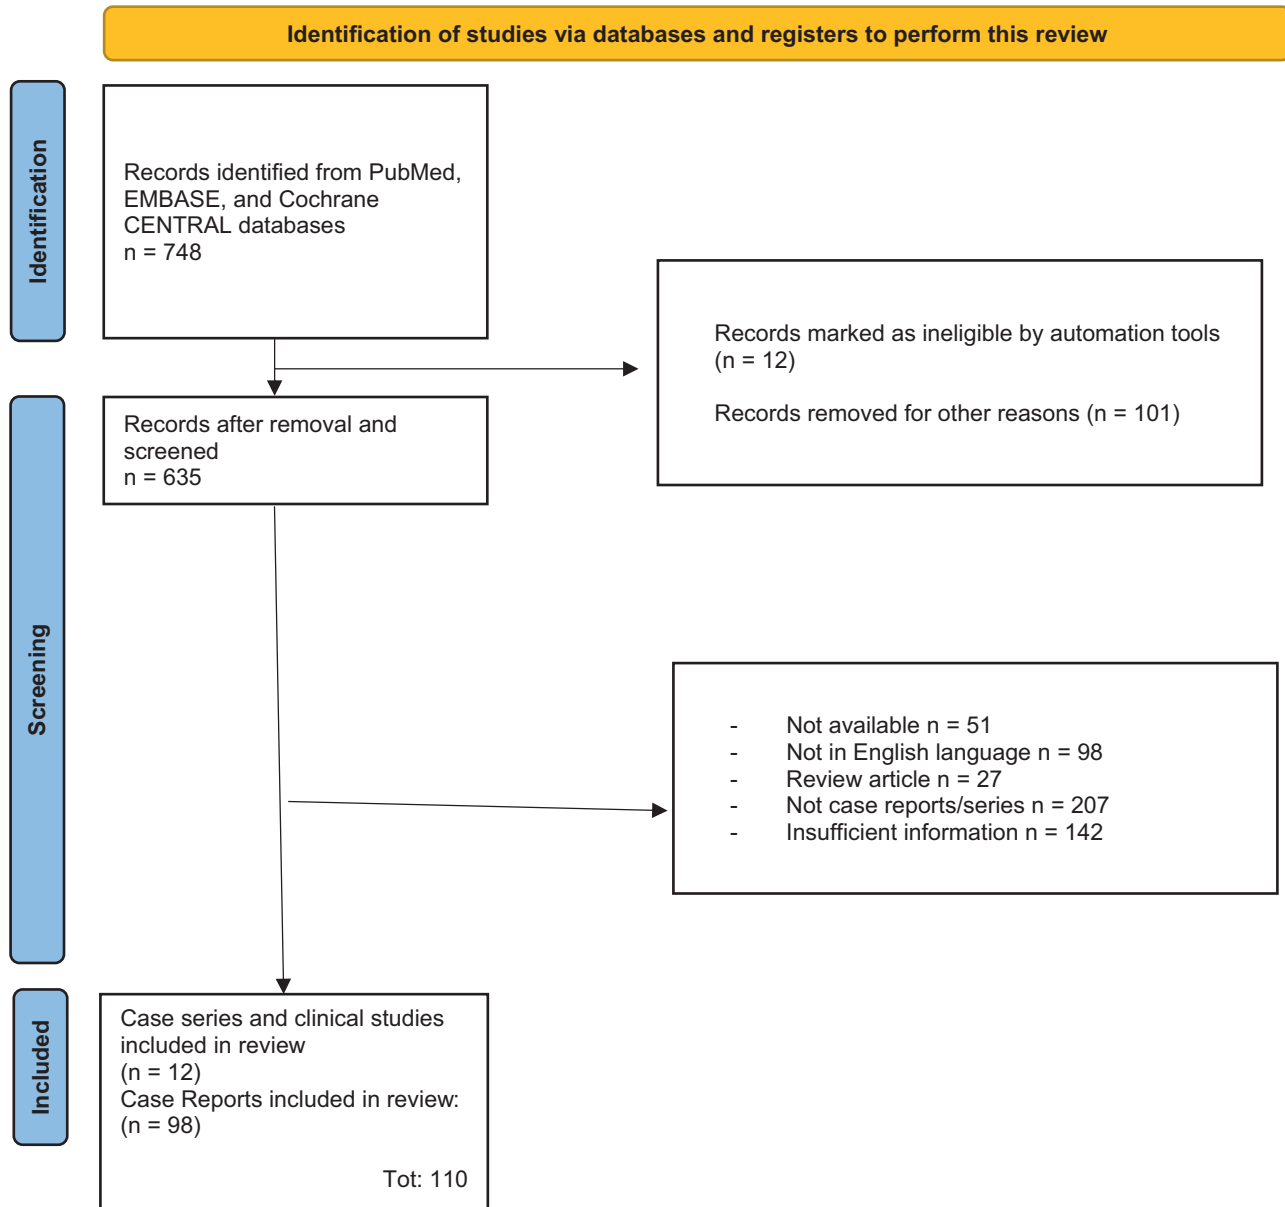 Identification of studies via databases and registers to perform this review
Identification
Records identified from PubMed,
EMBASE, and Cochrane
CENTRAL databases
n = 748
Records marked as ineligible by automation tools
(n = 12)
Records removed for other reasons (n = 101)
Screening
Records after removal and
screened
n = 635
- Not available n = 51
- Not in English language n = 98
- Review article n = 27
- Not case reports/series n = 207
- Insufficient information n = 142
Included
Case series and clinical studies
included in review
(n = 12)
Case Reports included in review:
(n = 98)
Tot: 110